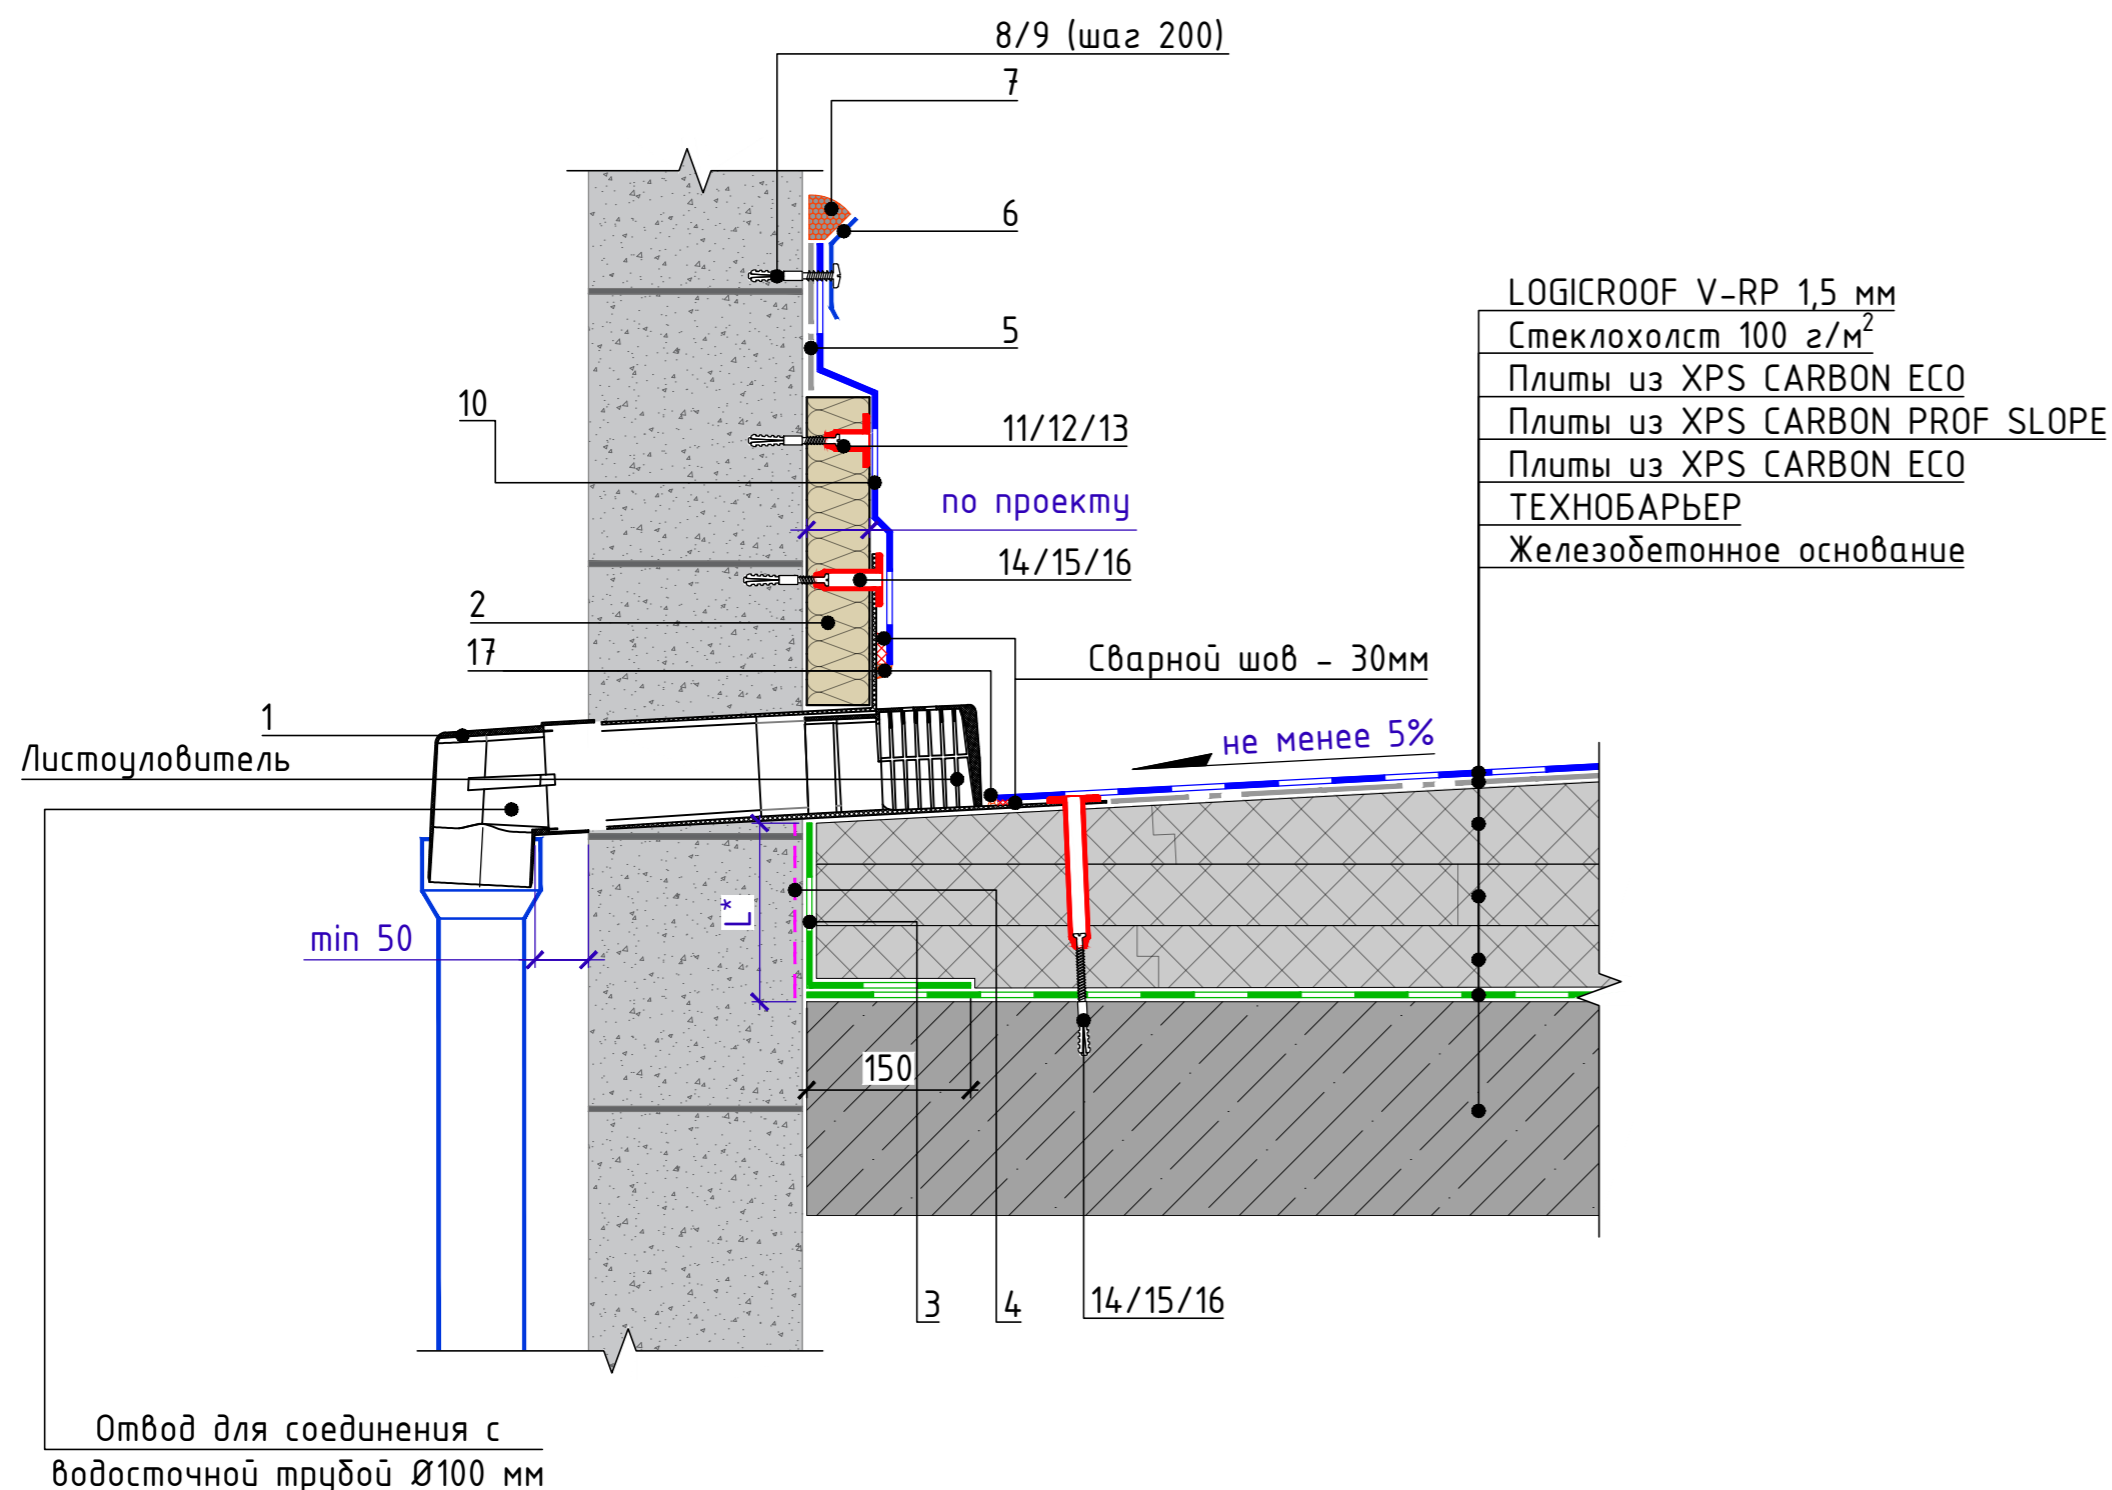 8/9 (шаг 200)
7
6
5
10
11/12/13
по проекту
14/15/16
2
17
Сварной шов - 30мм
1
Листоуловитель
не менее 5%
LOGICROOF V-RP 1,5 мм
Стеклохолст 100 г/м²
Плиты из XPS CARBON ECO
Плиты из XPS CARBON PROF SLOPE
Плиты из XPS CARBON ECO
ТЕХНОБАРЬЕР
Железобетонное основание
L*
min 50
150
3
4
14/15/16
Отвод для соединения с
водосточной трубой Ø100 мм